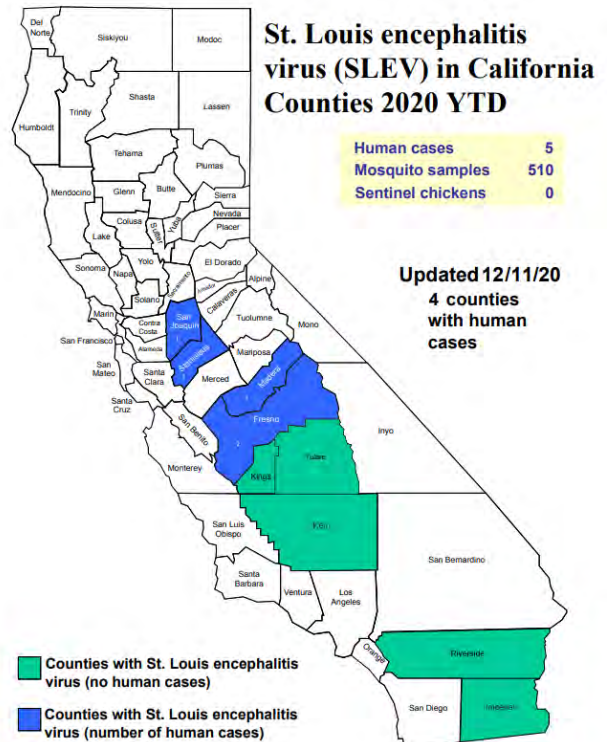 Del
Norte
Siskiyou
Modoc
St. Louis encephalitis
virus (SLEV) in California
Counties 2020 YTD
Humboldt
Trinity
Shasta
Lassen
Human cases 5
Mosquito samples 510
Sentinel chickens 0
Tehama
Plumas
Mendocino
Glenn
Butte
Sierra
Nevada
Placer
Colusa
Sutter
Yuba
Lake
Sonoma
Napa
Yolo
El Dorado
Alpine
Sacramento
Amador
Solano
Calaveras
Updated 12/11/20
4 counties
with human
cases
Marin
Contra
Costa
San
Joaquin
Tuolumne
Mono
San Francisco
Alameda
Stanislaus
Mariposa
San
Mateo
Santa
Clara
Merced
Madera
Santa
Cruz
San Benito
Fresno
2
Inyo
Monterey
Kings
Tulare
San Luis
Obispo
Kern
San Bernardino
Santa
Barbara
Ventura
Los
Angeles
Orange
Riverside
San Diego
Imperial
Counties with St. Louis encephalitis
virus (no human cases)
Counties with St. Louis encephalitis
virus (number of human cases)